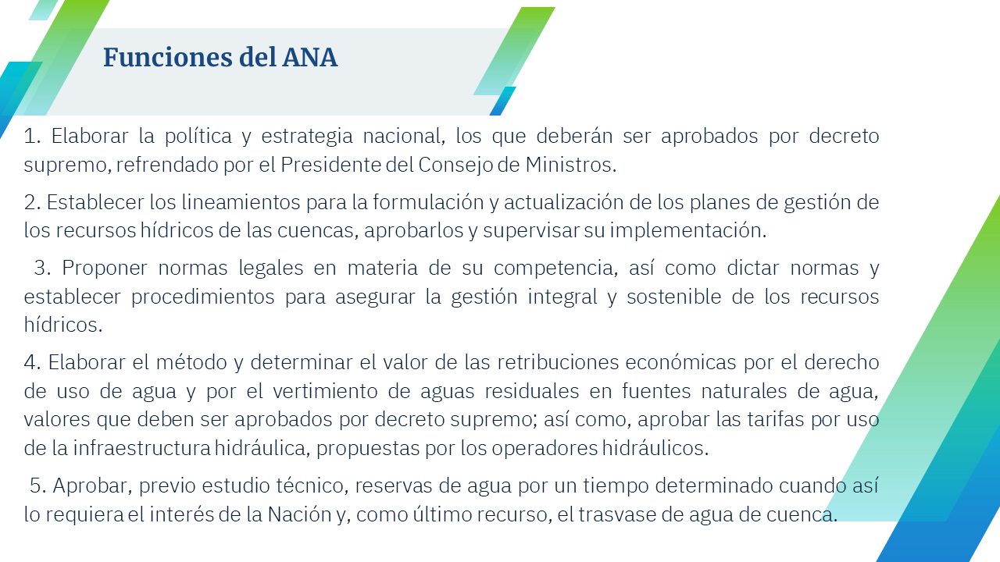 Funciones del ANA
1. Elaborar la política y estrategia nacional, los que deberán ser aprobados por decreto
supremo, refrendado por el Presidente del Consejo de Ministros.
2. Establecer los lineamientos para la formulación y actualización de los planes de gestión de
los recursos hídricos de las cuencas, aprobarlos y supervisar su implementación.
3. Proponer normas legales en materia de su competencia, así como dictar normas y
establecer procedimientos para asegurar la gestión integral y sostenible de los recursos
hídricos.
4. Elaborar el método y determinar el valor de las retribuciones económicas por el derecho
de uso de agua y por el vertimiento de aguas residuales en fuentes naturales de agua,
valores que deben ser aprobados por decreto supremo; así como, aprobar las tarifas por uso
de la infraestructura hidráulica, propuestas por los operadores hidráulicos.
5. Aprobar, previo estudio técnico, reservas de agua por un tiempo determinado cuando así
lo requiera el interés de la Nación y, como último recurso, el trasvase de agua de cuenca.